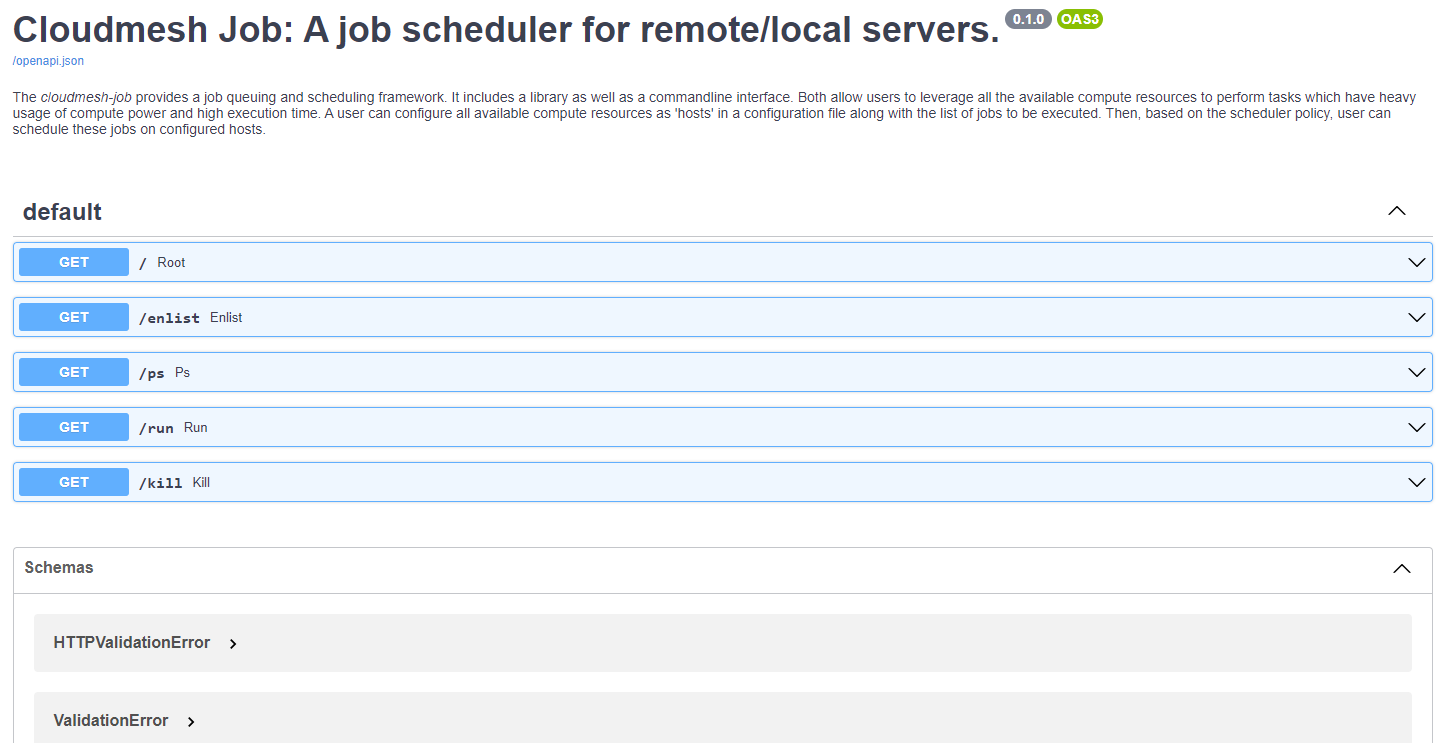 Cloudmesh Job: A job scheduler for remote/local servers. 0.1.0 OAS3
/openapi.json
The cloudmesh-job provides a job queuing and scheduling framework. It includes a library as well as a commandline interface. Both allow users to leverage all the available compute resources to perform tasks which have heavy
usage of compute power and high execution time. A user can configure all available compute resources as 'hosts' in a configuration file along with the list of jobs to be executed. Then, based on the scheduler policy, user can
schedule these jobs on configured hosts.
default
GET / Root
GET /enlist Enlist
GET /ps Ps
GET /run Run
GET /kill Kill
Schemas
HTTPValidationError
ValidationError